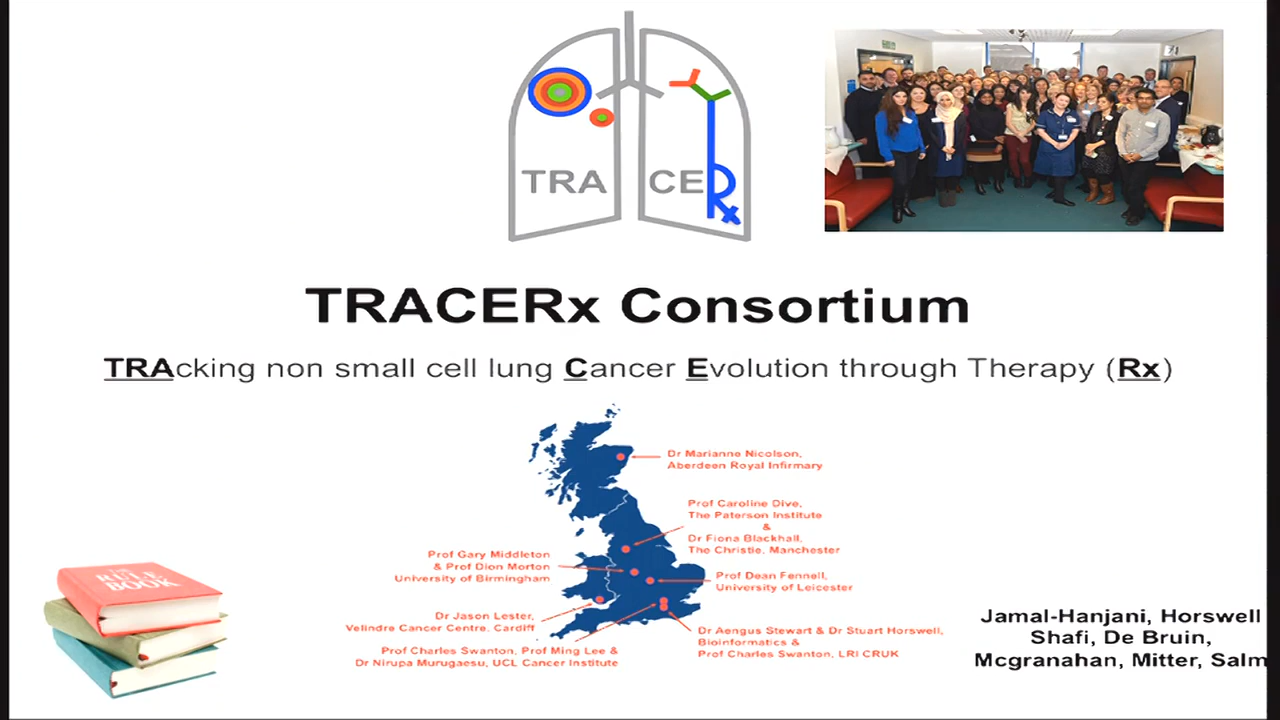 TRACERx
TRACERx Consortium
TRAcking non small cell lung Cancer Evolution through Therapy (Rx)
Dr Marianne Nicolson,
Aberdeen Royal Infirmary
Prof Caroline Dive,
The Paterson Institute
&
Dr Fiona Blackhall,
The Christie, Manchester
Prof Gary Middleton
& Prof Dion Morton
University of Birmingham
Prof Dean Fennell,
University of Leicester
Dr Jason Lester,
Velindre Cancer Centre, Cardiff
Dr Aengus Stewart & Dr Stuart Horswell,
Bioinformatics &
Prof Charles Swanton, LRI CRUK
Prof Charles Swanton, Prof Ming Lee &
Dr Nirupa Murugaesu, UCL Cancer Institute
RULE
BOOK
Jamal-Hanjani, Horswell
Shafi, De Bruin,
Mcgranahan, Mitter, Salm